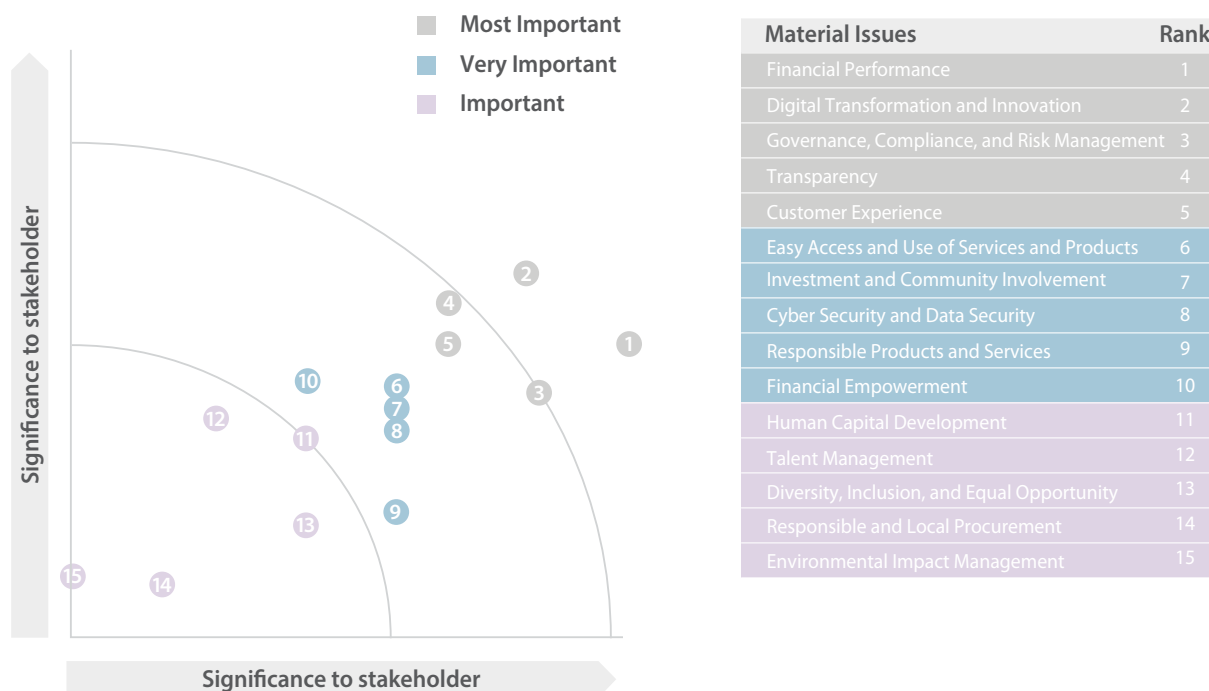 Most Important
Very Important
Important
Significance to stakeholder
2
4
5
1
10
6
3
7
12
8
11
9
13
15
14
Significance to stakeholder
Material Issues Rank
Financial Performance 1
Digital Transformation and Innovation 2
Governance, Compliance, and Risk Management 3
Transparency 4
Customer Experience 5
Easy Access and Use of Services and Products 6
Investment and Community Involvement 7
Cyber Security and Data Security 8
Responsible Products and Services 9
Financial Empowerment 10
Human Capital Development 11
Talent Management 12
Diversity, Inclusion, and Equal Opportunity 13
Responsible and Local Procurement 14
Environmental Impact Management 15